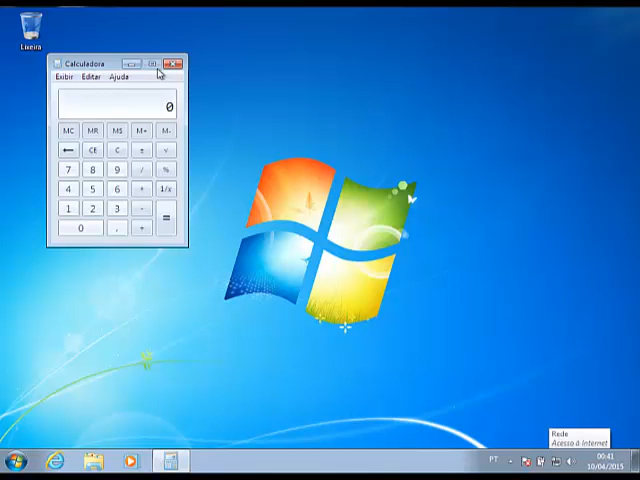 Lixeira
Calculadora
Exibir Editar Ajuda
0
MC MR MS M+ M-
← CE C ± √
7 8 9 / %
4 5 6 * 1/x
1 2 3 - =
0 , +
Rede
Acesso à Internet
PT
00:41
10/04/2015